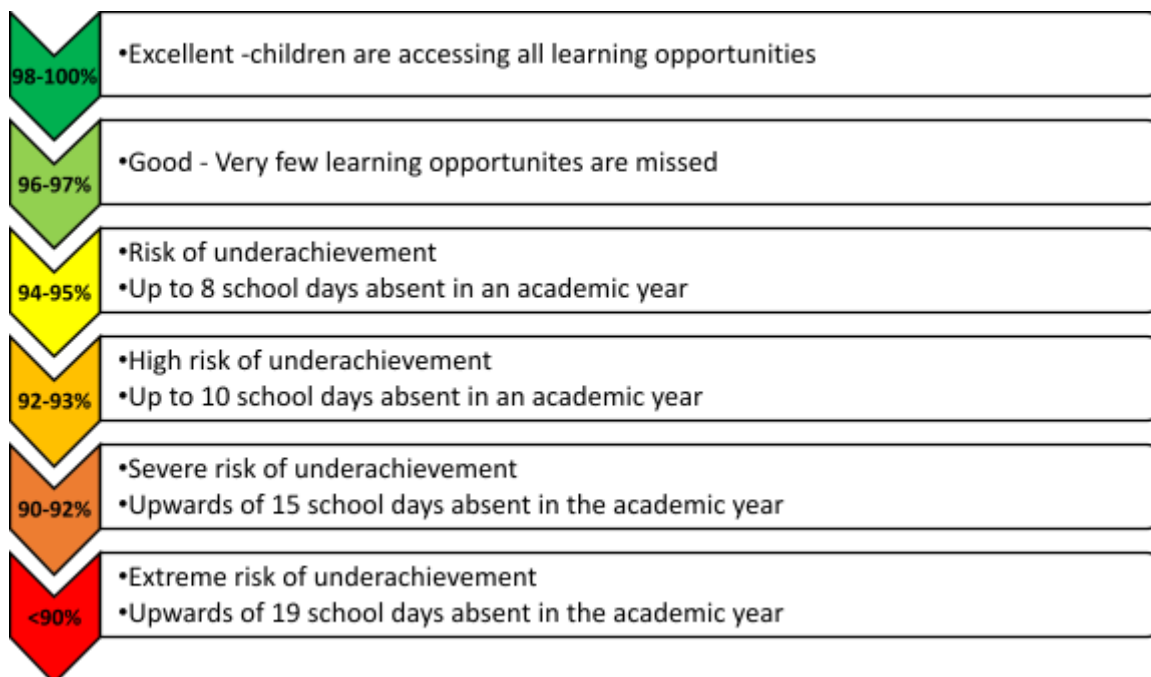 98-100%
•Excellent -children are accessing all learning opportunities
96-97%
•Good - Very few learning opportunites are missed
94-95%
•Risk of underachievement
•Up to 8 school days absent in an academic year
92-93%
•High risk of underachievement
•Up to 10 school days absent in an academic year
90-92%
•Severe risk of underachievement
•Upwards of 15 school days absent in the academic year
<90%
•Extreme risk of underachievement
•Upwards of 19 school days absent in the academic year